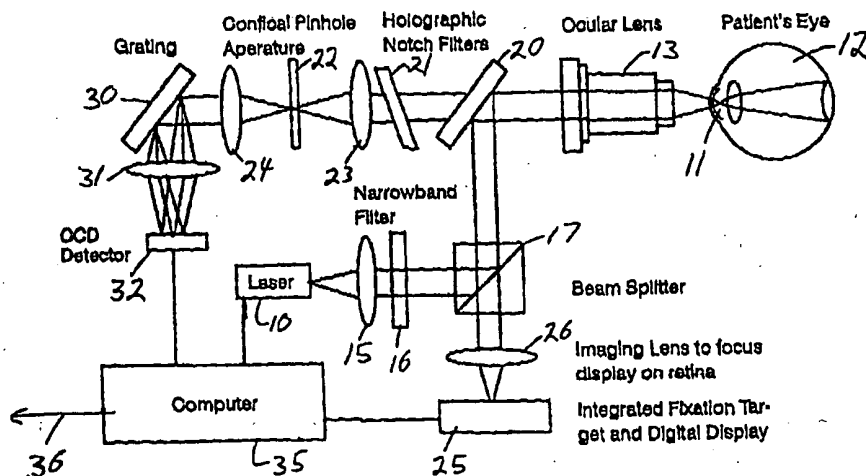 Grating
30
Confical Pinhole
Aperature
22
Holographic
Notch Filters
21
20
Ocular Lens
13
Patient's Eye
12
11
31
24
23
OCD
Detector
32
Narrowband
Filter
17
Laser
10
15
16
Beam Splitter
26
Imaging Lens to focus
display on retina
Computer
35
36
25
Integrated Fixation Tar-
get and Digital Display